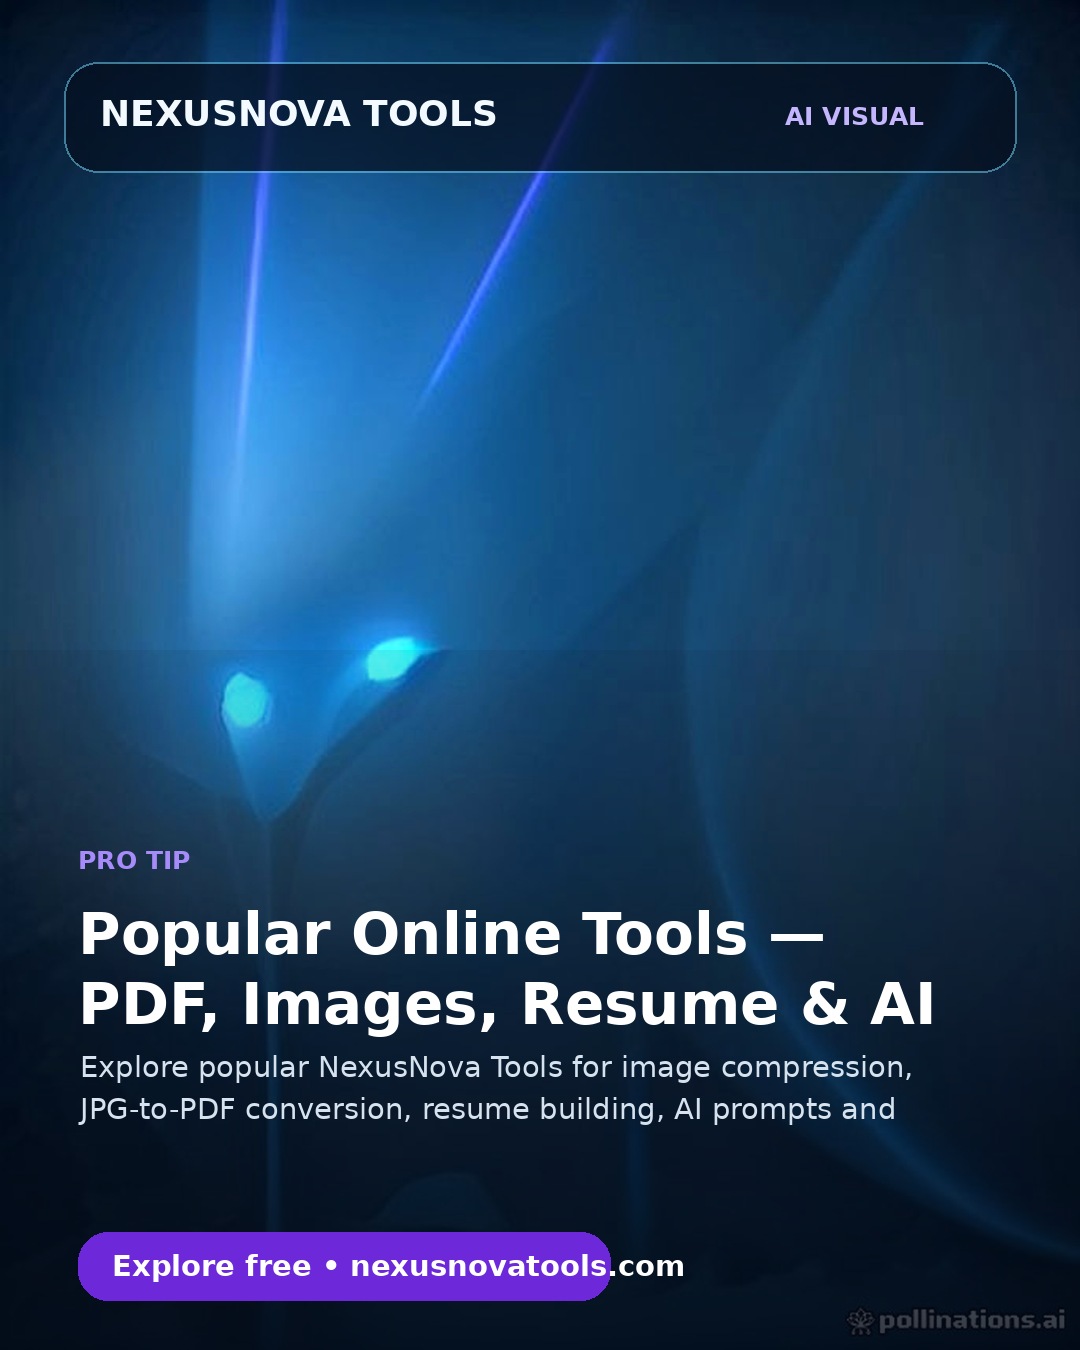 NEXUSNOVA TOOLS
AI VISUAL
PRO TIP
Popular Online Tools —
PDF, Images, Resume & AI
Explore popular NexusNova Tools for image compression,
JPG-to-PDF conversion, resume building, AI prompts and
Explore free • nexusnovatools.com
pollinations.ai